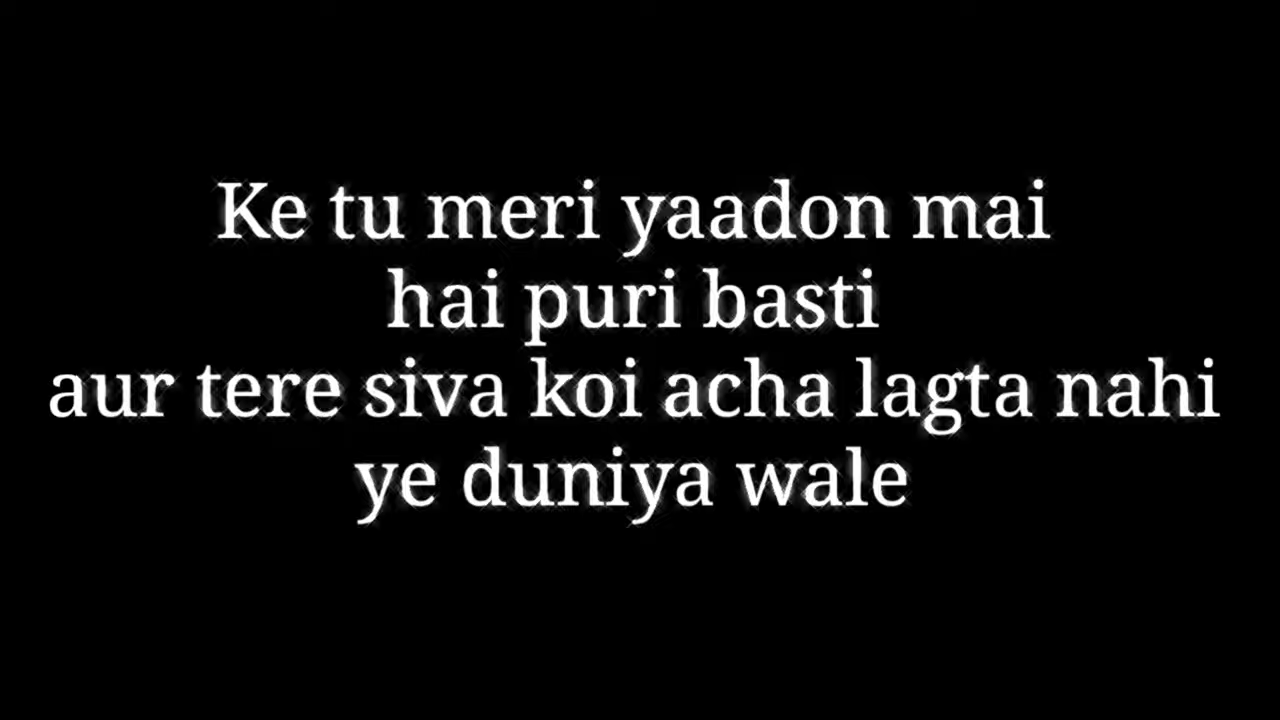 Ke tu meri yaadon mai
hai puri basti
aur tere siva koi acha lagta nahi
ye duniya wale